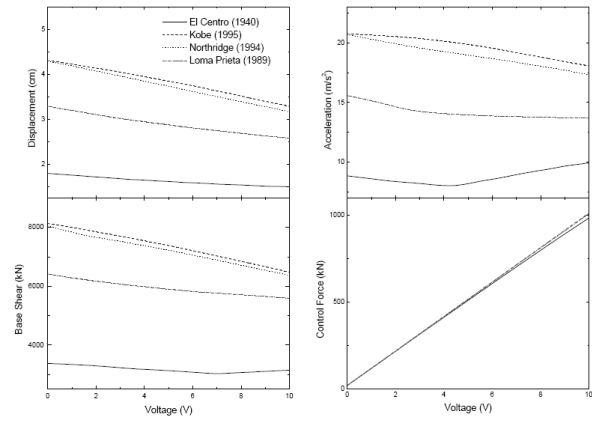 El Centro (1940)
Kobe (1995)
Northridge (1994)
Loma Prieta (1989)
Displacement (cm)
5
4
3
2
Acceleration (m/s²)
20
15
10
Base Shear (kN)
8000
6000
4000
0 2 4 6 8 10
Voltage (V)
Control Force (kN)
1000
500
0
0 2 4 6 8 10
Voltage (V)